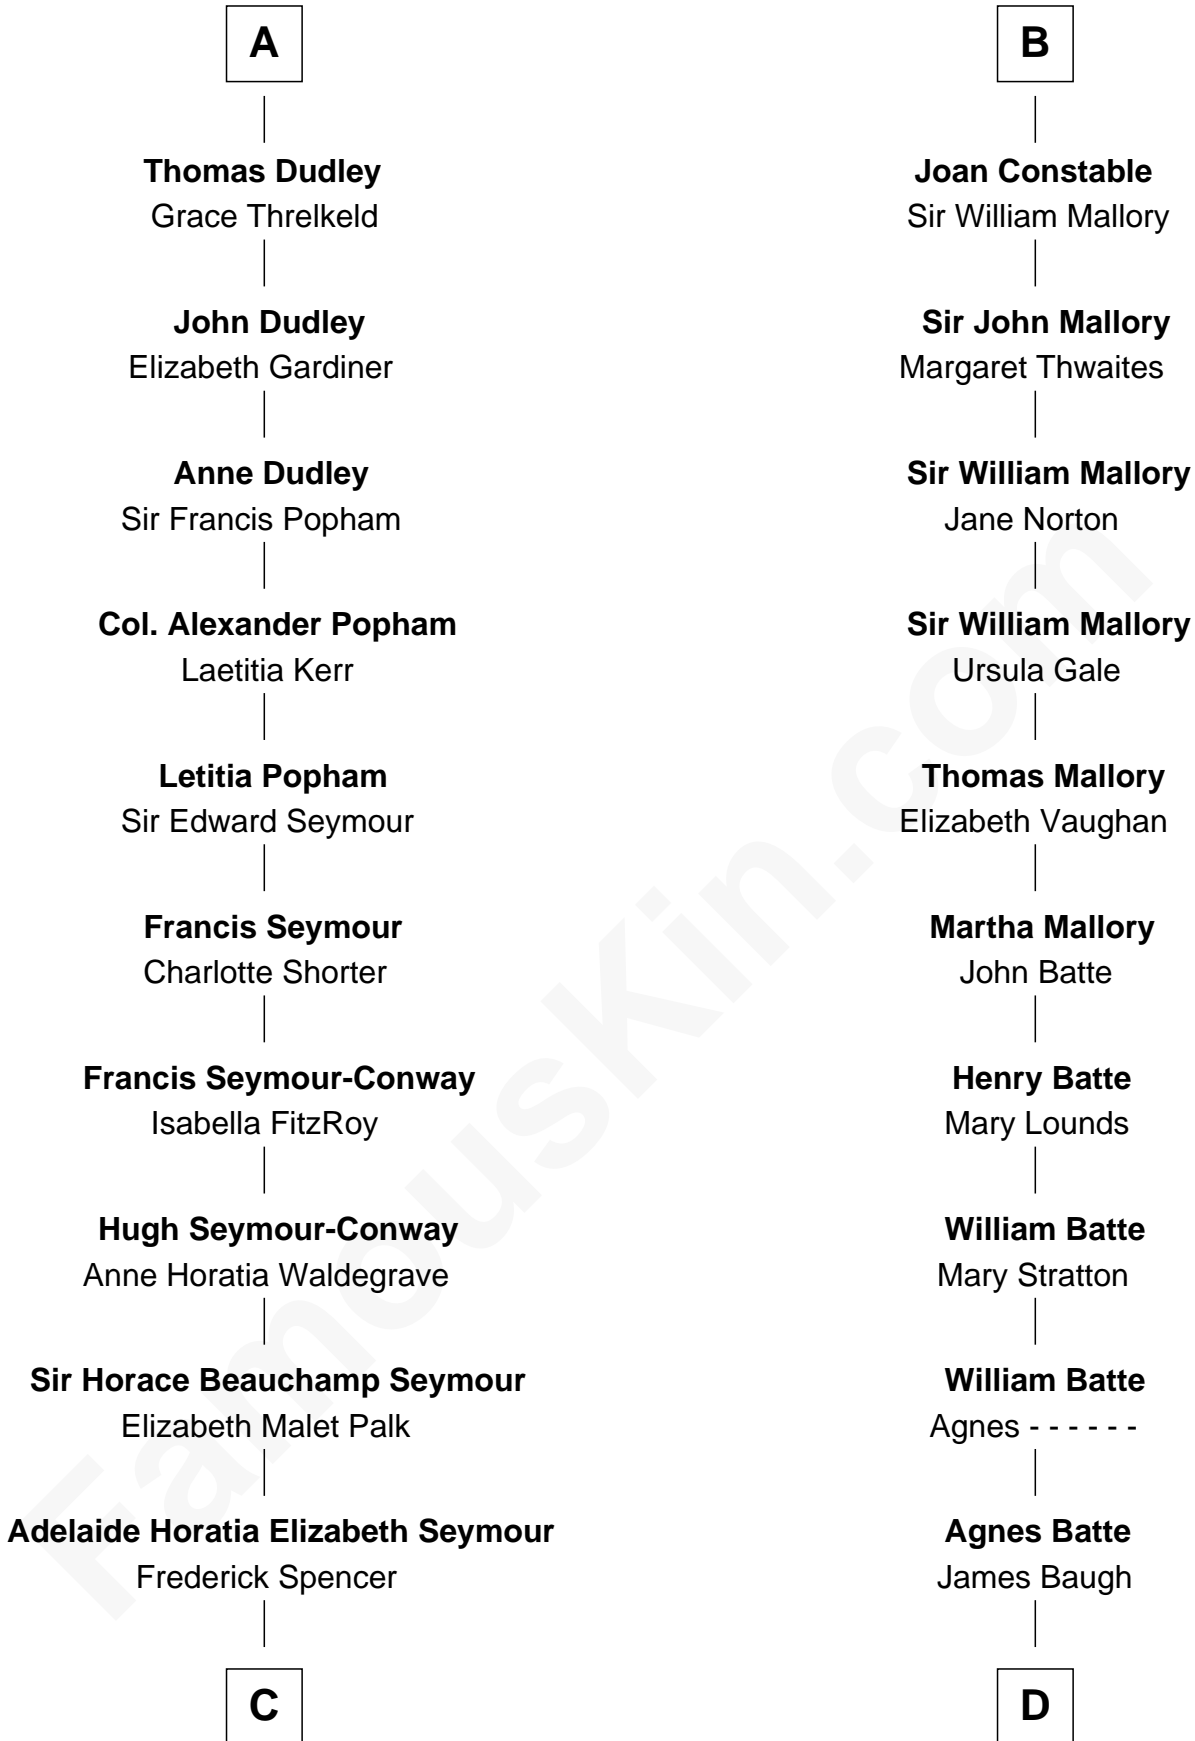 A
Thomas Dudley
Grace Threlkeld
John Dudley
Elizabeth Gardiner
Anne Dudley
Sir Francis Popham
Col. Alexander Popham
Laetitia Kerr
Letitia Popham
Sir Edward Seymour
Francis Seymour
Charlotte Shorter
Francis Seymour-Conway
Isabella FitzRoy
Hugh Seymour-Conway
Anne Horatia Waldegrave
Sir Horace Beauchamp Seymour
Elizabeth Malet Palk
Adelaide Horatia Elizabeth Seymour
Frederick Spencer
C
B
Joan Constable
Sir William Mallory
Sir John Mallory
Margaret Thwaites
Sir William Mallory
Jane Norton
Sir William Mallory
Ursula Gale
Thomas Mallory
Elizabeth Vaughan
Martha Mallory
John Batte
Henry Batte
Mary Lounds
William Batte
Mary Stratton
William Batte
Agnes - - - - - -
Agnes Batte
James Baugh
D
FamousKin.com